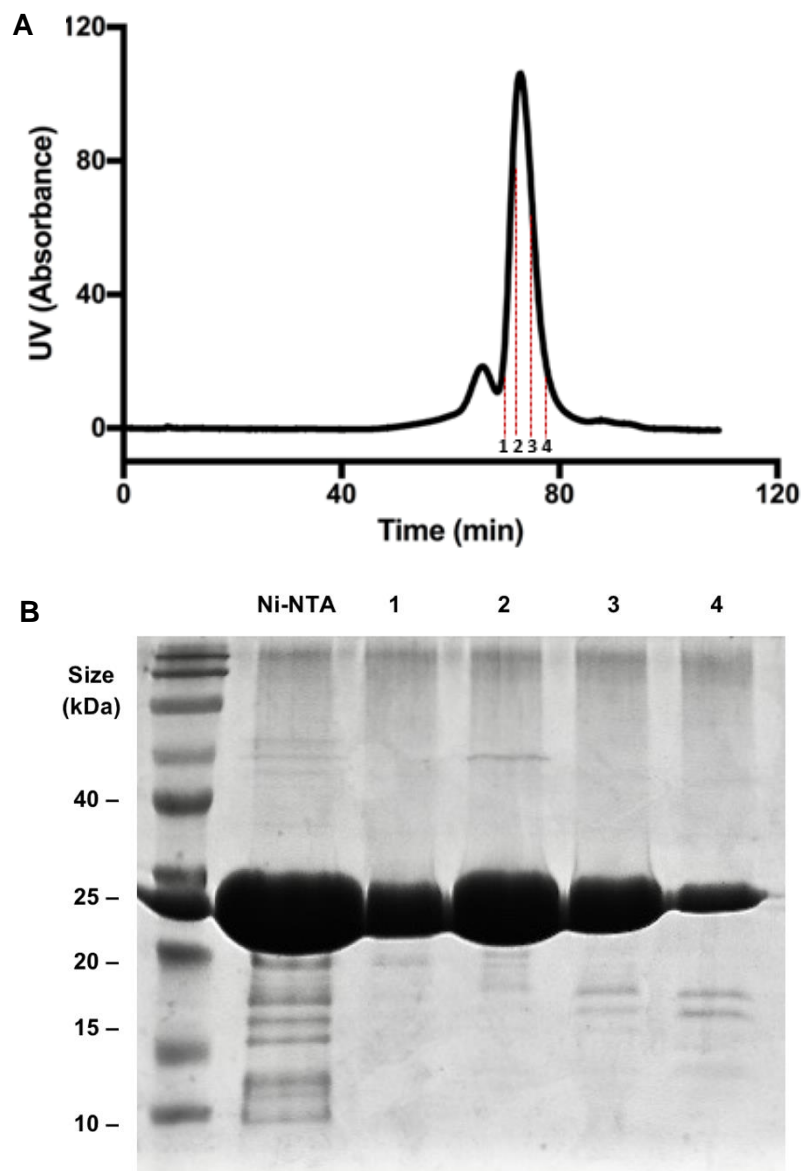 A
120
80
40
0
UV (Absorbance)
1 2 3 4
0 40 80 120
Time (min)
B
Ni-NTA 1 2 3 4
Size
(kDa)
40 –
25 –
20 –
15 –
10 –